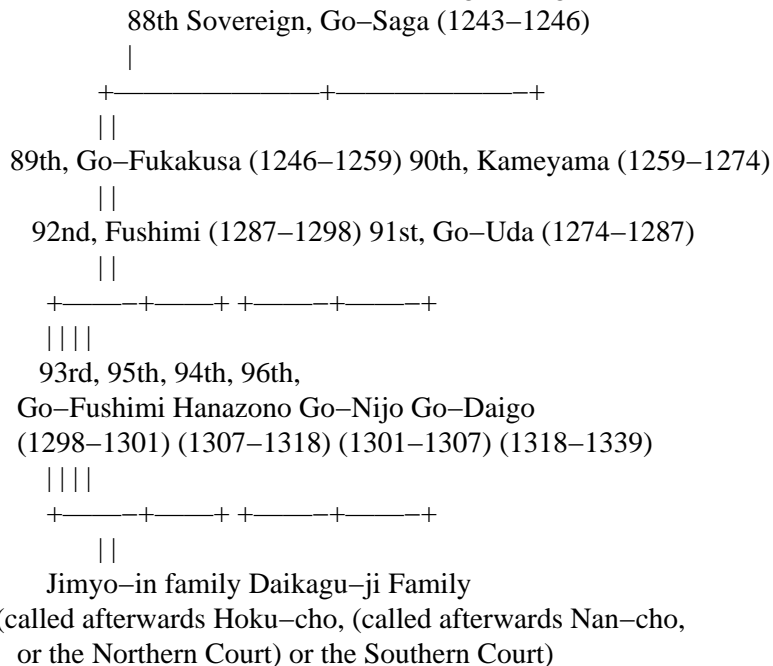 88th Sovereign, Go−Saga (1243−1246)
|
+———————+———————−+
| |
89th, Go−Fukakusa (1246−1259) 90th, Kameyama (1259−1274)
| |
92nd, Fushimi (1287−1298) 91st, Go−Uda (1274−1287)
| |
+——−+——+ +——−+——−+
| | | |
93rd, 95th, 94th, 96th,
Go−Fushimi Hanazono Go−Nijo Go−Daigo
(1298−1301) (1307−1318) (1301−1307) (1318−1339)
| | | |
+——−+——+ +——−+——−+
| |
Jimyo−in family Daikagu−ji Family
(called afterwards Hoku−cho, (called afterwards Nan−cho,
or the Northern Court) or the Southern Court)